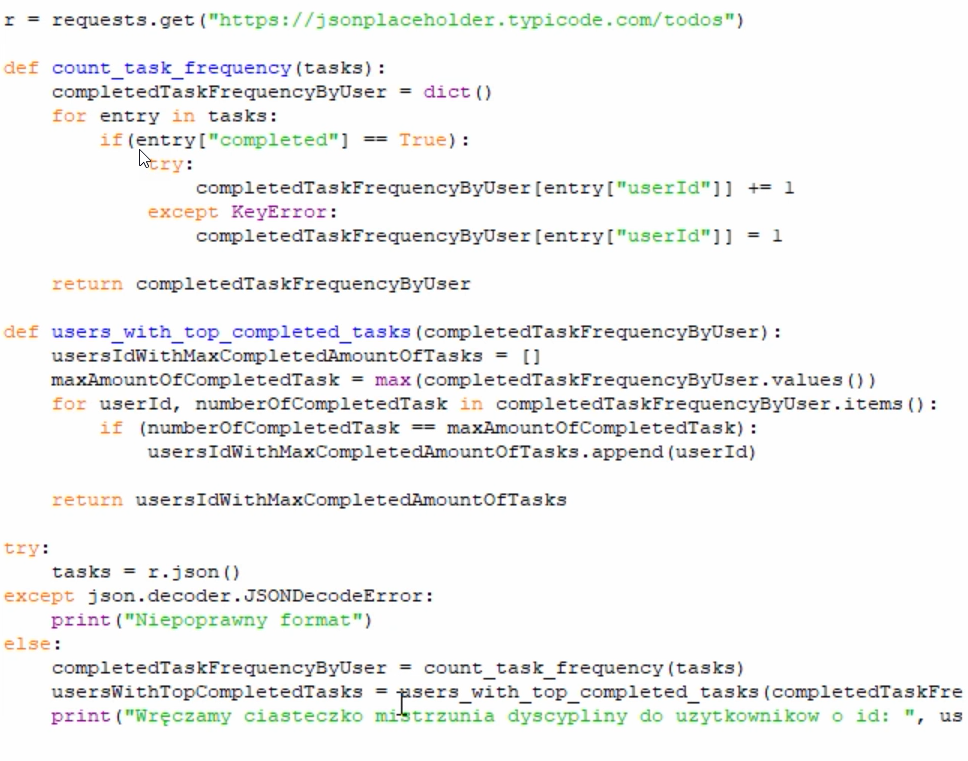 r = requests.get("https://jsonplaceholder.typicode.com/todos")
def count_task_frequency(tasks):
    completedTaskFrequencyByUser = dict()
    for entry in tasks:
        if(entry["completed"] == True):
            try:
                completedTaskFrequencyByUser[entry["userId"]] += 1
            except KeyError:
                completedTaskFrequencyByUser[entry["userId"]] = 1
    return completedTaskFrequencyByUser
def users_with_top_completed_tasks(completedTaskFrequencyByUser):
    usersIdWithMaxCompletedAmountOfTasks = []
    maxAmountOfCompletedTask = max(completedTaskFrequencyByUser.values())
    for userId, numberOfCompletedTask in completedTaskFrequencyByUser.items():
        if (numberOfCompletedTask == maxAmountOfCompletedTask):
            usersIdWithMaxCompletedAmountOfTasks.append(userId)
    return usersIdWithMaxCompletedAmountOfTasks
try:
    tasks = r.json()
except json.decoder.JSONDecodeError:
    print("Niepoprawny format")
else:
    completedTaskFrequencyByUser = count_task_frequency(tasks)
    usersWithTopCompletedTasks = users_with_top_completed_tasks(completedTaskFre
    print("Wręczamy ciasteczko mistrzunia dyscypliny do uzytkownikow o id: ", us